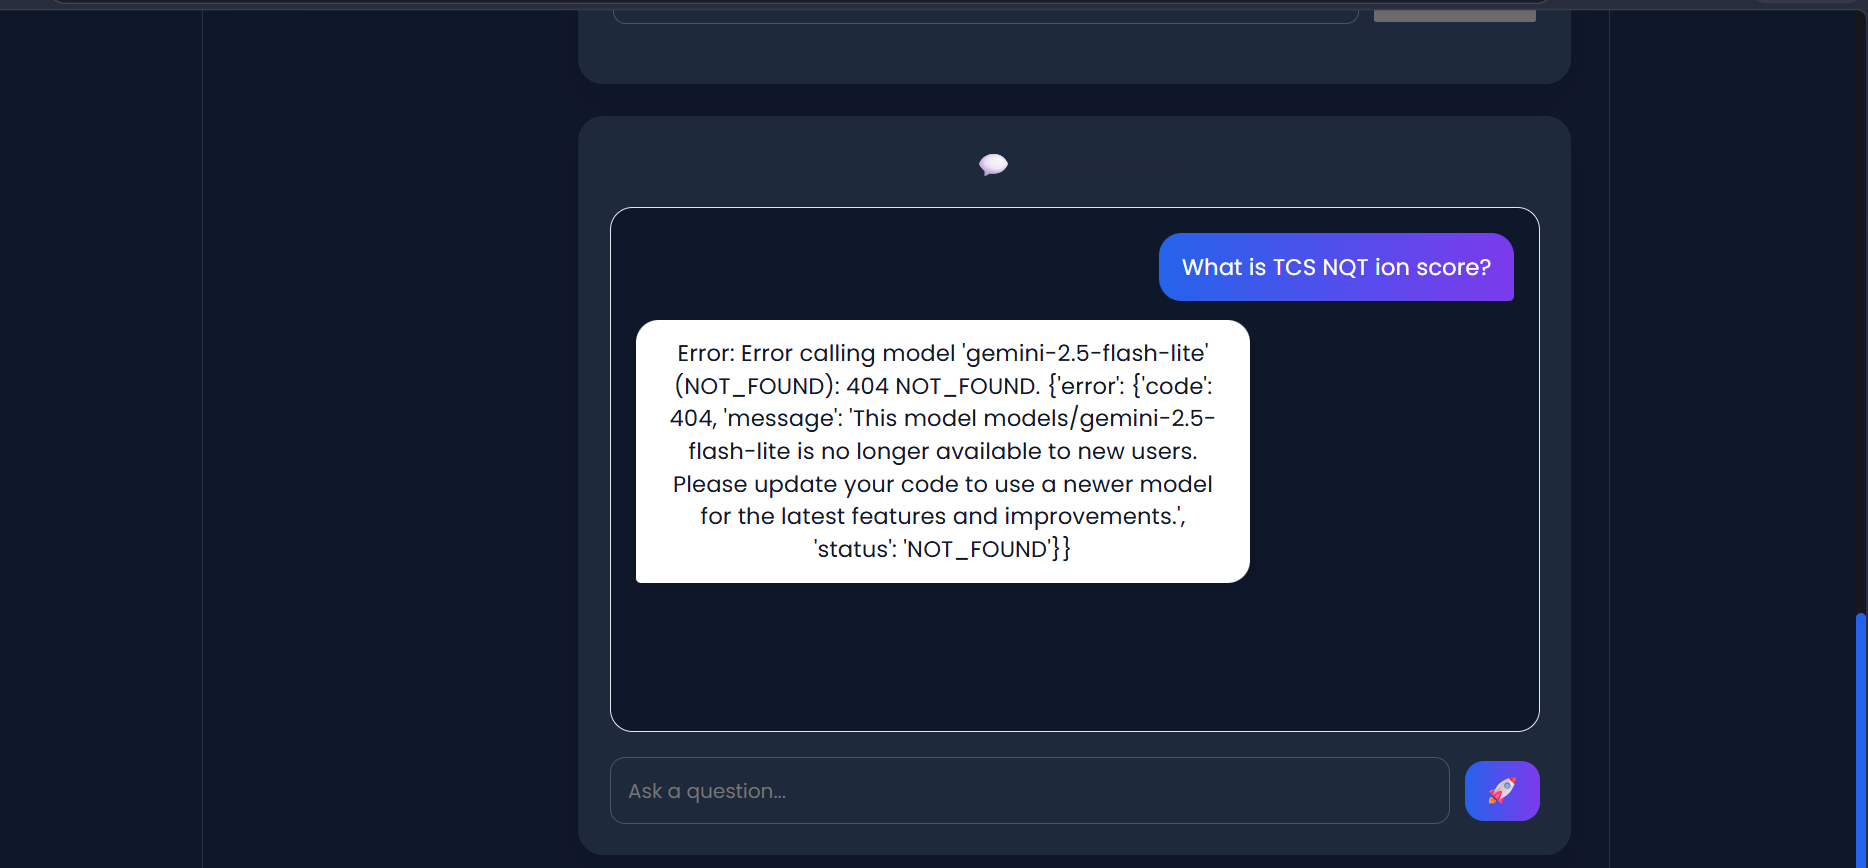 What is TCS NQT ion score?
Error: Error calling model 'gemini-2.5-flash-lite'
(NOT_FOUND): 404 NOT_FOUND. {'error': {'code':
404, 'message': 'This model models/gemini-2.5-
flash-lite is no longer available to new users.
Please update your code to use a newer model
for the latest features and improvements.',
'status': 'NOT_FOUND'}}
Ask a question...